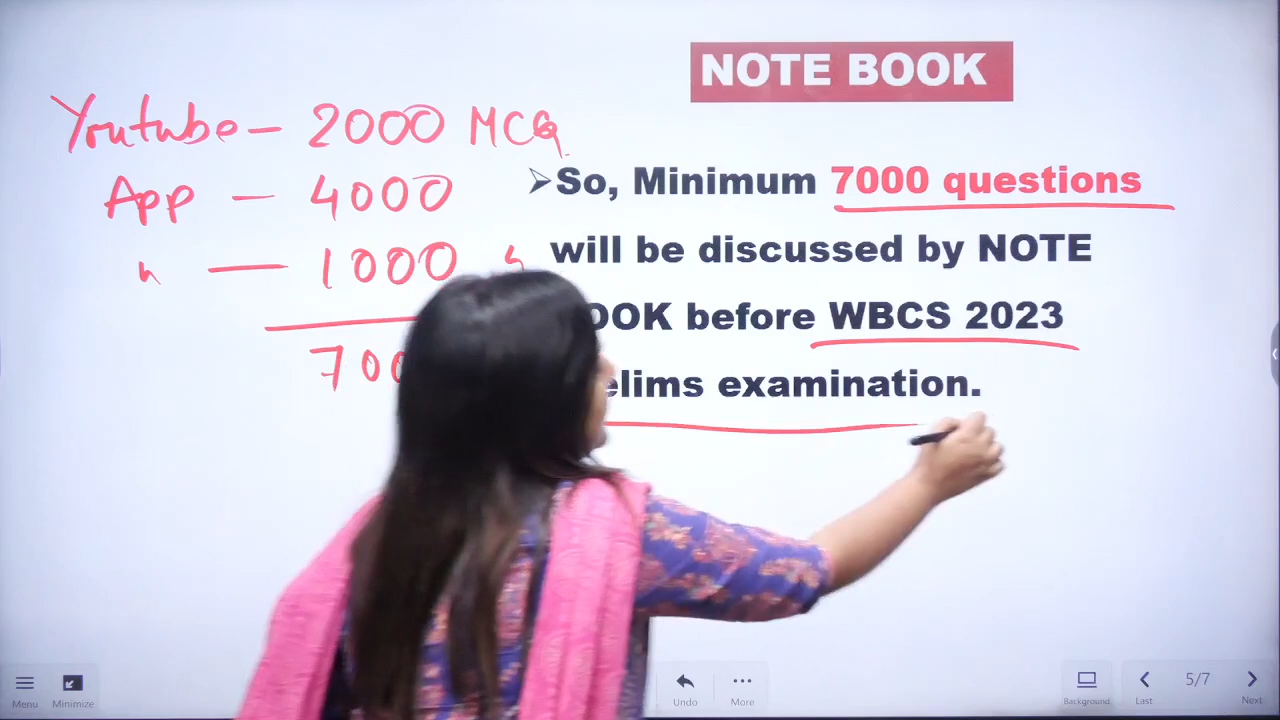 NOTE BOOK
Youtube - 2000 MCQ
App - 4000
" - 1000
700
➢So, Minimum 7000 questions
will be discussed by NOTE
OOK before WBCS 2023
elims examination.
Menu
Minimize
Undo
More
Background
Last
5/7
Next